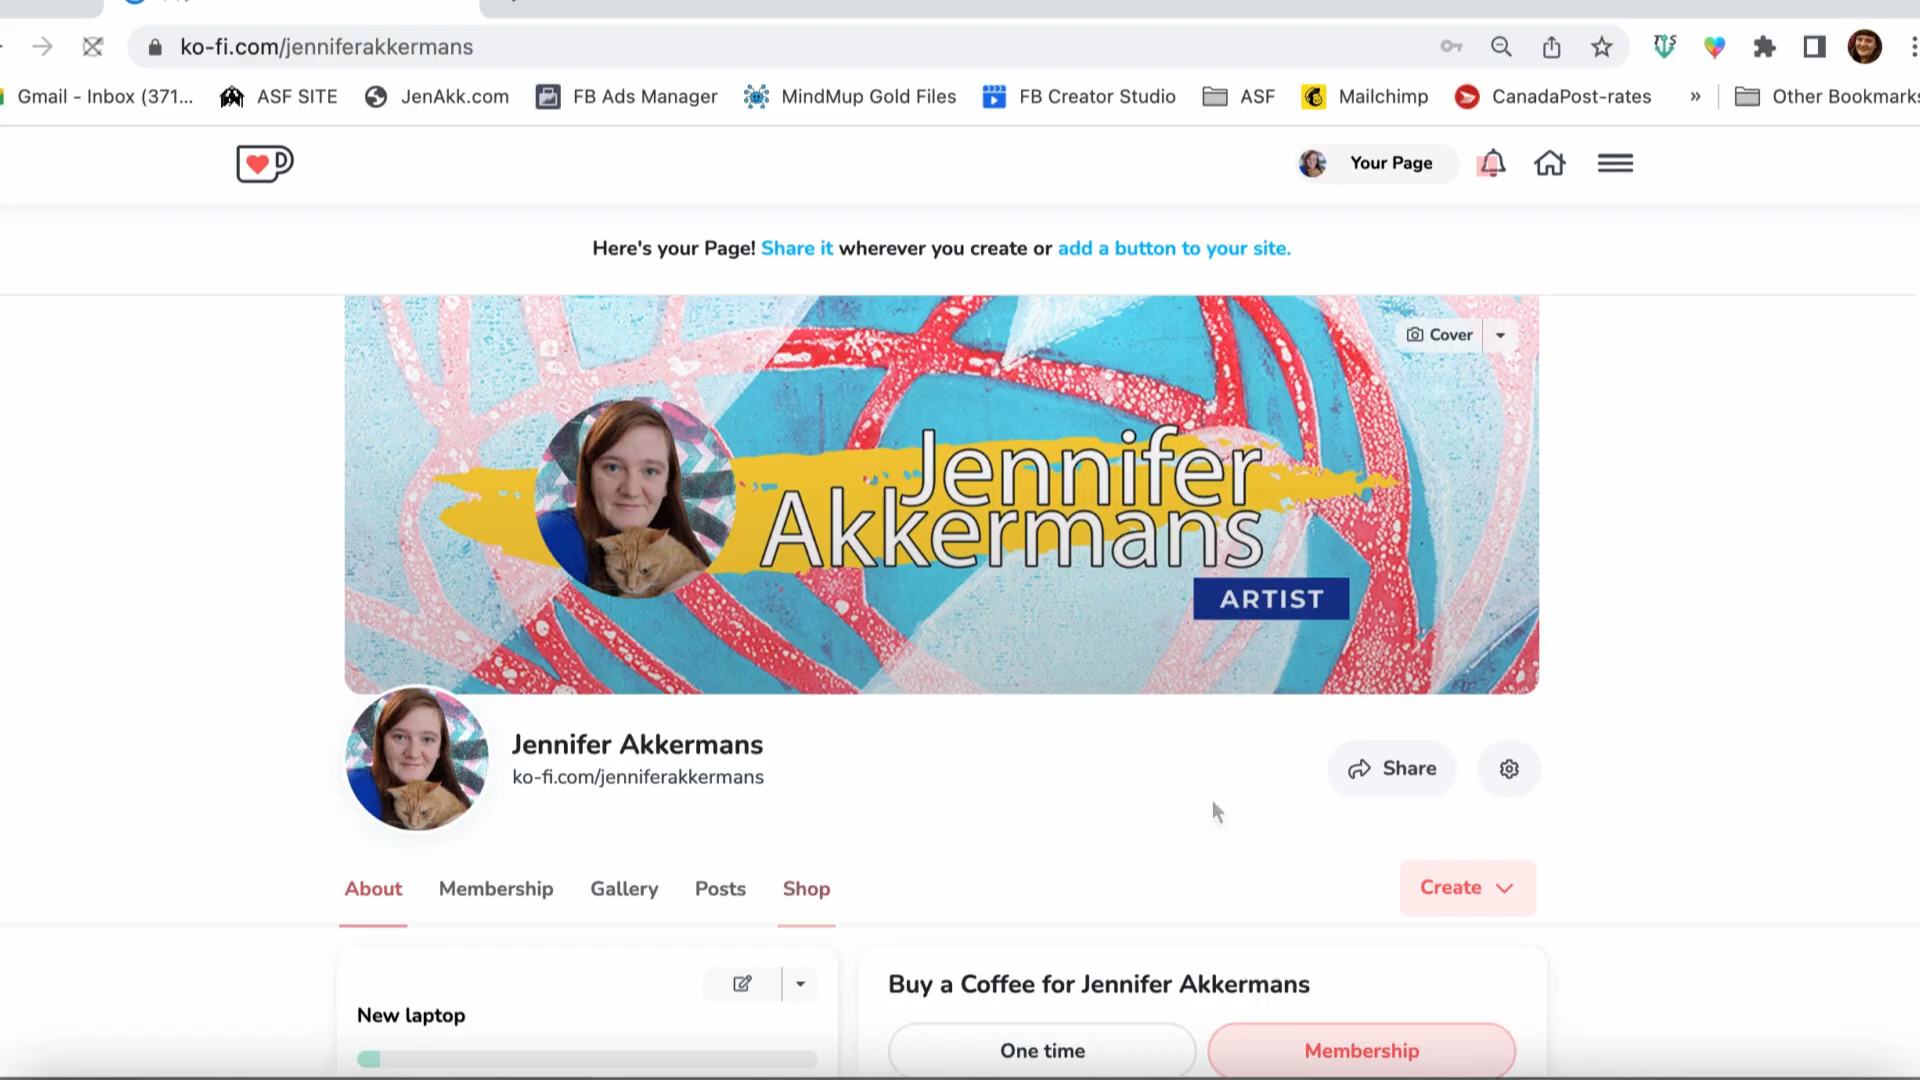 ko-fi.com/jenniferakkermans
Gmail - Inbox (371... ASF SITE JenAkk.com FB Ads Manager MindMup Gold Files FB Creator Studio ASF Mailchimp CanadaPost-rates » Other Bookmarks
Your Page
Here's your Page! Share it wherever you create or add a button to your site.
Cover
Jennifer
Akkermans
ARTIST
Jennifer Akkermans
ko-fi.com/jenniferakkermans
Share
About Membership Gallery Posts Shop
Create
Buy a Coffee for Jennifer Akkermans
New laptop
One time Membership